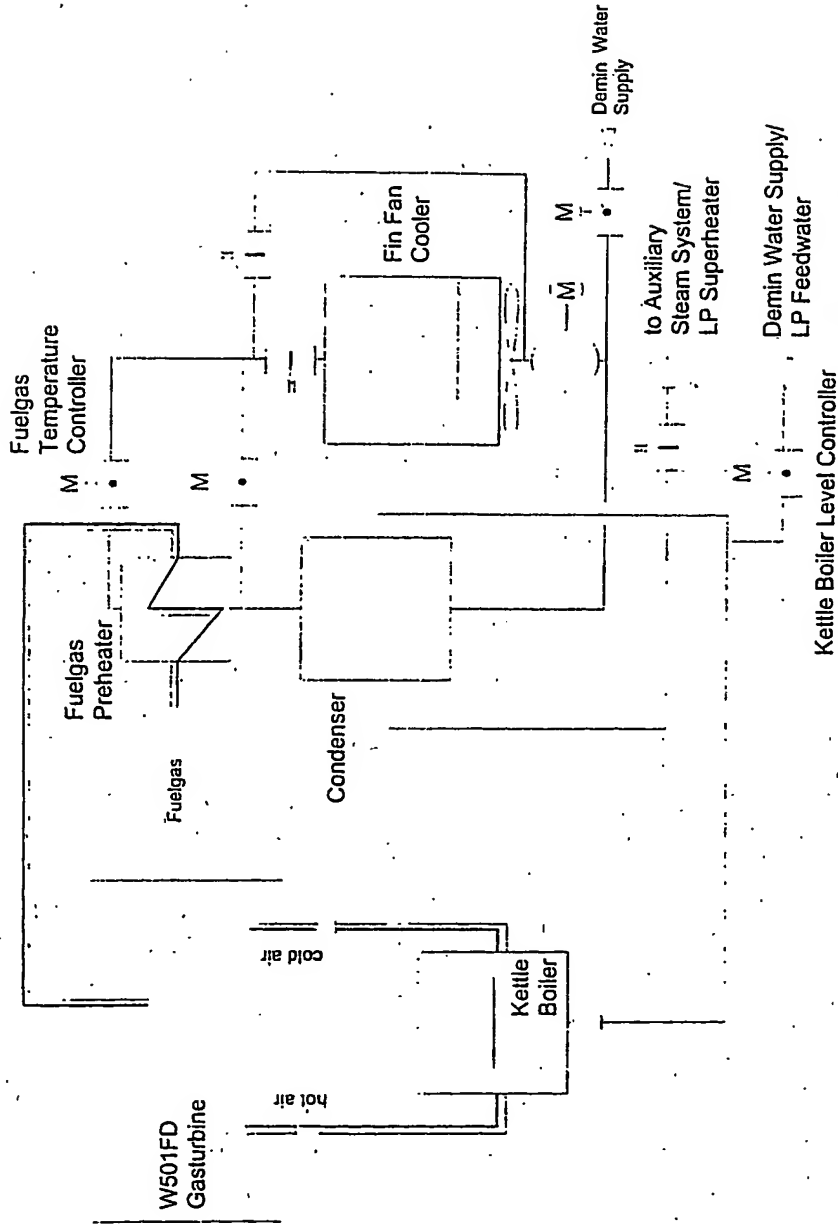 W501FD
Gasturbine
hot air
cold air
Kettle
Boiler
Fuelgas
Fuelgas
Preheater
Condenser
Fuelgas
Temperature
Controller
M
M
Fin Fan
Cooler
M
M
Demin Water
Supply
to Auxiliary
Steam System/
LP Superheater
M
Demin Water Supply/
LP Feedwater
Kettle Boiler Level Controller